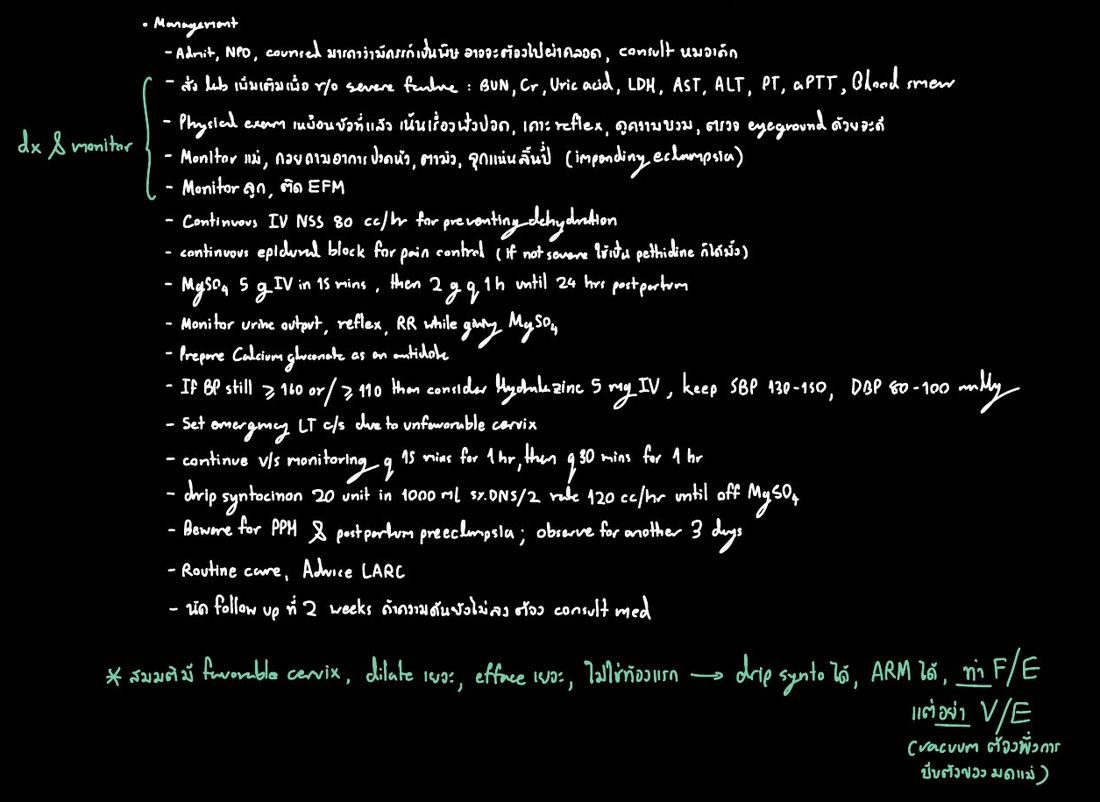 • Management
- Admit, NPO, counsel มารดาว่ามีครรภ์เป็นพิษ อาจจะต้องไปผ่าคลอด, consult หมอเด็ก
- สั่ง lab เพิ่มเติมเพื่อ r/o severe feature : BUN, Cr, Uric acid, LDH, AST, ALT, PT, aPTT, Blood smear
dx & monitor
- Physical exam เหมือนข้อที่แล้ว เน้นเรื่องฟังปอด, เคาะ reflex, ดูความบวม, ตรวจ eyeground ด้วยจะดี
- Monitor แม่, คอยถามอาการปวดหัว, ตามัว, จุกแน่นลิ้นปี่ (impending eclampsia)
- Monitor ลูก, ติด EFM
- Continuous IV NSS 80 cc/hr for preventing dehydration
- continuous epidural block for pain control (if not severe ใช้เป็น pethidine ก็ได้มั้ง)
- MgSO4 5 g IV in 15 mins, then 2 g q 1h until 24 hrs postpartum
- Monitor urine output, reflex, RR while giving MgSO4
- Prepare Calcium gluconate as an antidote
- If BP still ≥ 160 or/ ≥ 110 then consider Hydralazine 5 mg IV, keep SBP 130-150, DBP 80-100 mmHg
- Set emergency LT c/s due to unfavorable cervix
- continue v/s monitoring q 15 mins for 1 hr, then q 30 mins for 1 hr
- drip syntocinon 20 unit in 1000 ml 5%DNS/2 rate 120 cc/hr until off MgSO4
- Beware for PPH & postpartum preeclampsia; observe for another 3 days
- Routine care, Advice LARC
- นัด follow up ที่ 2 weeks ถ้าความดันยังไม่ลง ต้อง consult med
* สมมติมี favorable cervix, dilate เยอะ, efface เยอะ, ไม่ใช่ท้องแรก → drip synto ได้, ARM ได้, ทำ F/E
แต่อย่า V/E
(vacuum ต้องพึ่งการ
บีบตัวของมดแม่)